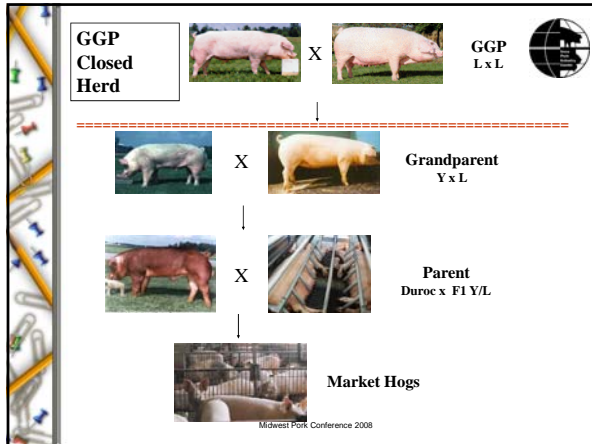 GGP
Closed
Herd
X
GGP
L x L
X
Grandparent
Y x L
X
Parent
Duroc x F1 Y/L
Market Hogs
Midwest Pork Conference 2008